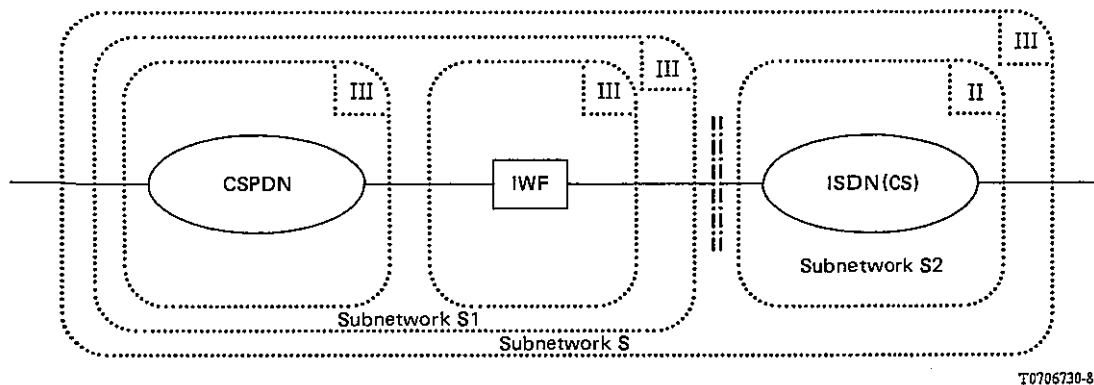 III
III
III
III
II
CSPDN
IWF
ISDN(CS)
Subnetwork S2
Subnetwork S1
Subnetwork S
T0706730-8